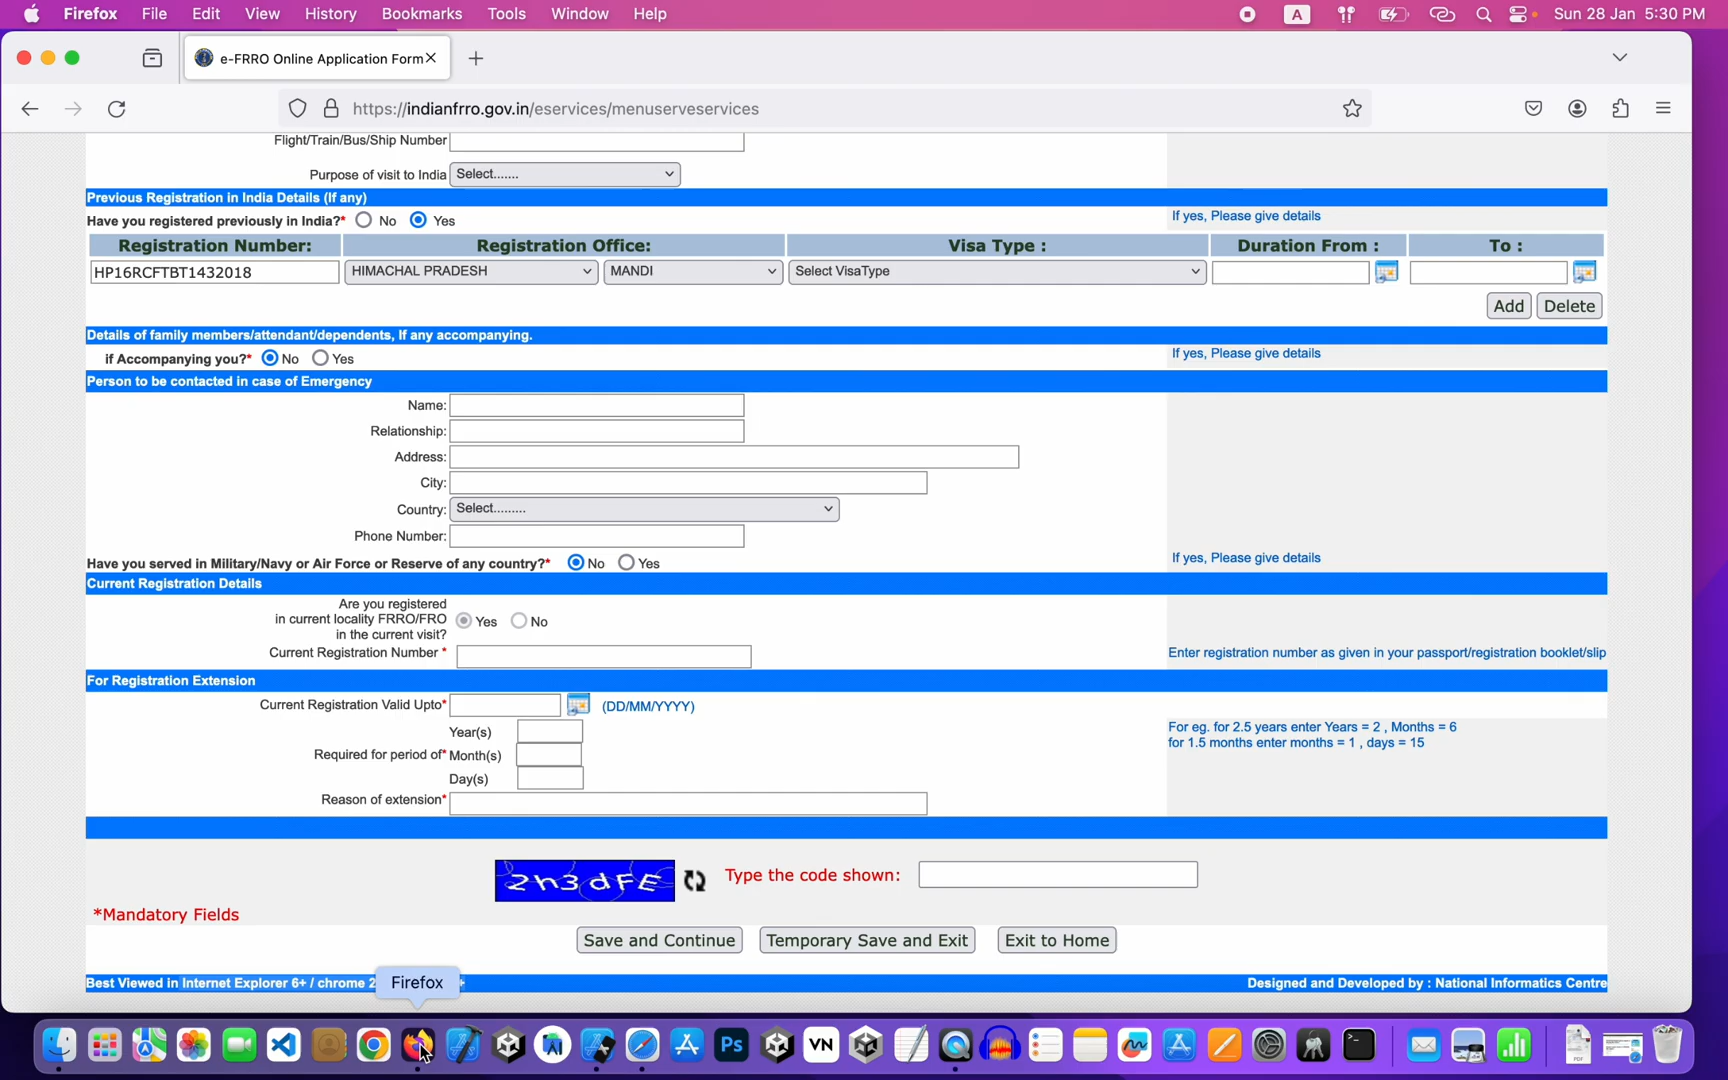 Firefox File Edit View History Bookmarks Tools Window Help A Sun 28 Jan 5:30 PM
e-FRRO Online Application Form
https://indianfrro.gov.in/eservices/menuserveservices
Flight/Train/Bus/Ship Number
Purpose of visit to India Select.......
Previous Registration in India Details (If any)
Have you registered previously in India?* No Yes If yes, Please give details
Registration Number: Registration Office: Visa Type : Duration From : To :
HP16RCFTBT1432018 HIMACHAL PRADESH MANDI Select VisaType
Add Delete
Details of family members/attendant/dependents, If any accompanying.
if Accompanying you?* No Yes If yes, Please give details
Person to be contacted in case of Emergency
Name:
Relationship:
Address:
City:
Country: Select.........
Phone Number:
Have you served in Military/Navy or Air Force or Reserve of any country?* No Yes If yes, Please give details
Current Registration Details
Are you registered
in current locality FRRO/FRO Yes No
in the current visit?
Current Registration Number * Enter registration number as given in your passport/registration booklet/slip
For Registration Extension
Current Registration Valid Upto* (DD/MM/YYYY)
Year(s) For eg. for 2.5 years enter Years = 2 , Months = 6
for 1.5 months enter months = 1 , days = 15
Required for period of* Month(s)
Day(s)
Reason of extension*
2n3dFE Type the code shown:
*Mandatory Fields
Save and Continue Temporary Save and Exit Exit to Home
Best Viewed in Internet Explorer 6+ / chrome 2 Firefox + Designed and Developed by : National Informatics Centre
Ps VN
PDF